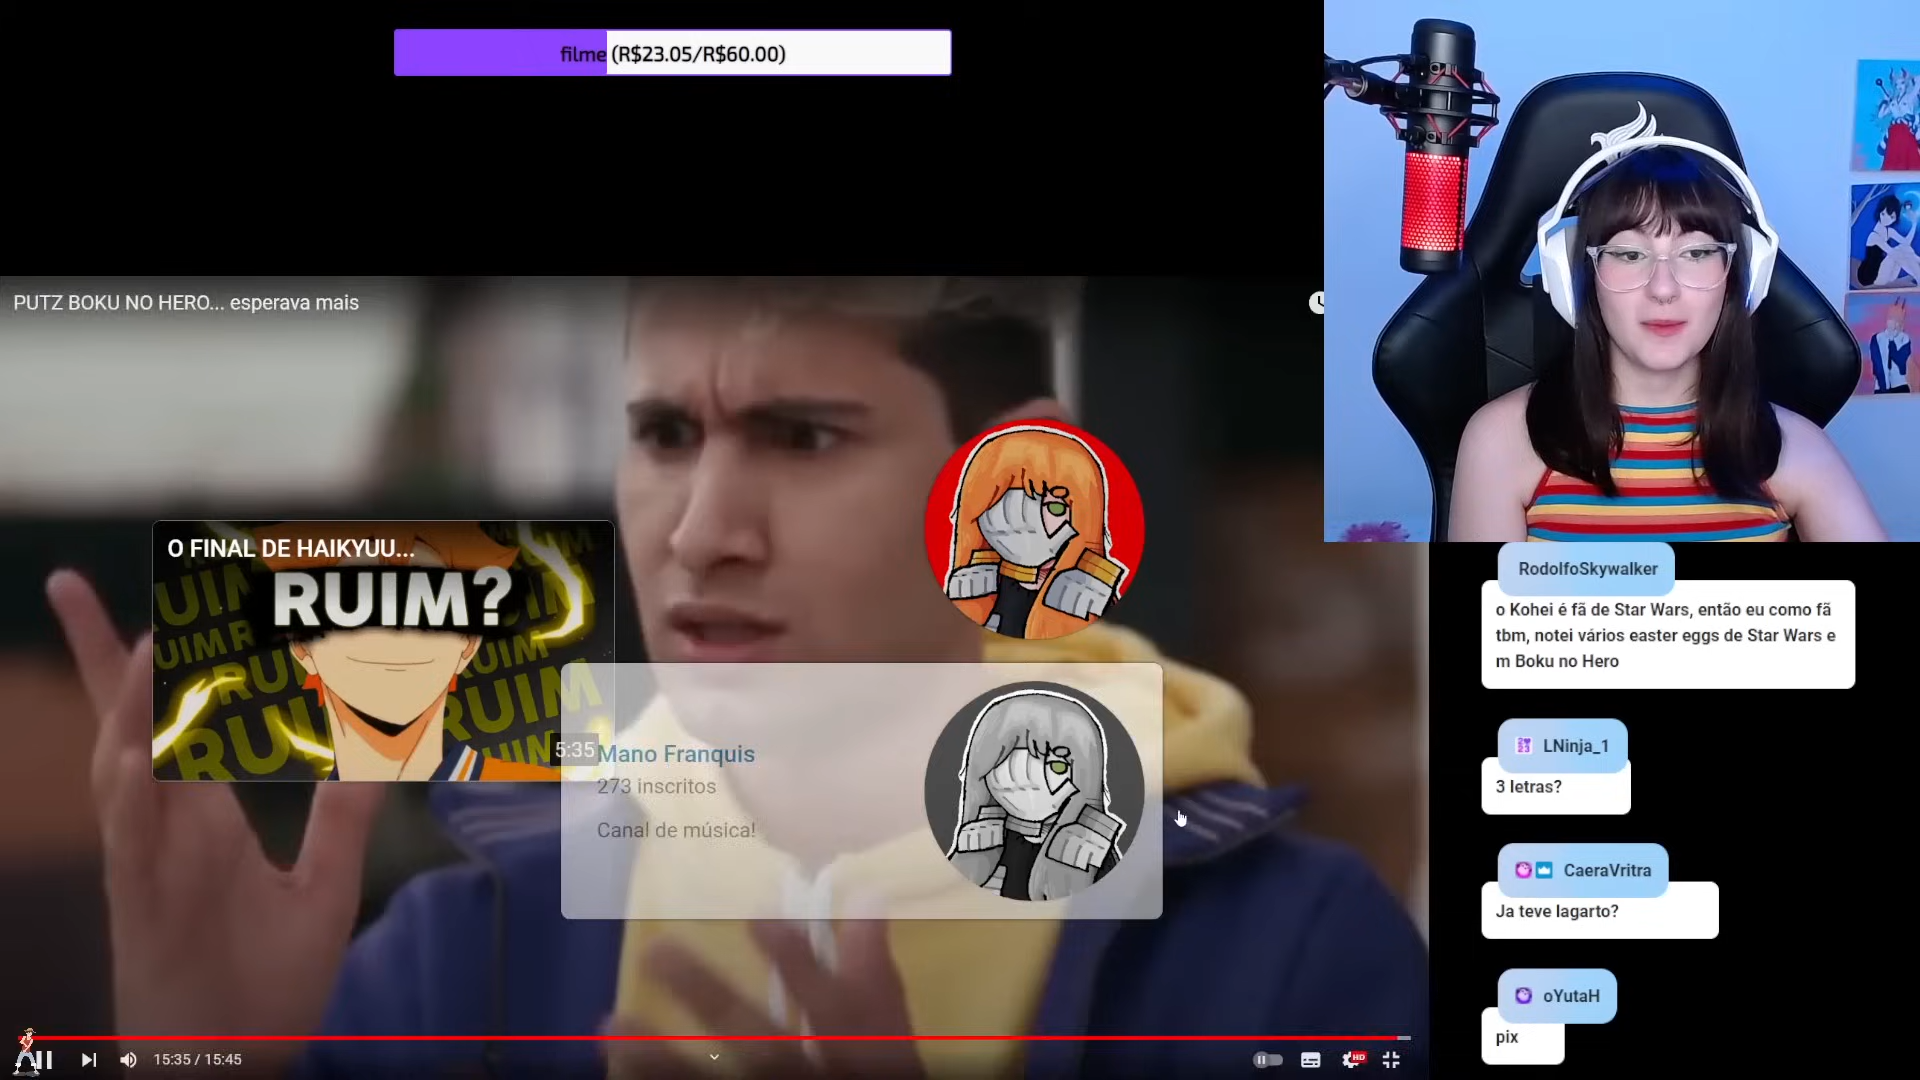 filme (R$23.05/R$60.00)
PUTZ BOKU NO HERO... esperava mais
O FINAL DE HAIKYUU...
RUIM?
5:35
Mano Franquis
273 inscritos
Canal de música!
15:35 / 15:45
HD
RodolfoSkywalker
o Kohei é fã de Star Wars, então eu como fã
tbm, notei vários easter eggs de Star Wars e
m Boku no Hero
LNinja_1
3 letras?
CaeraVritra
Ja teve lagarto?
oYutaH
pix